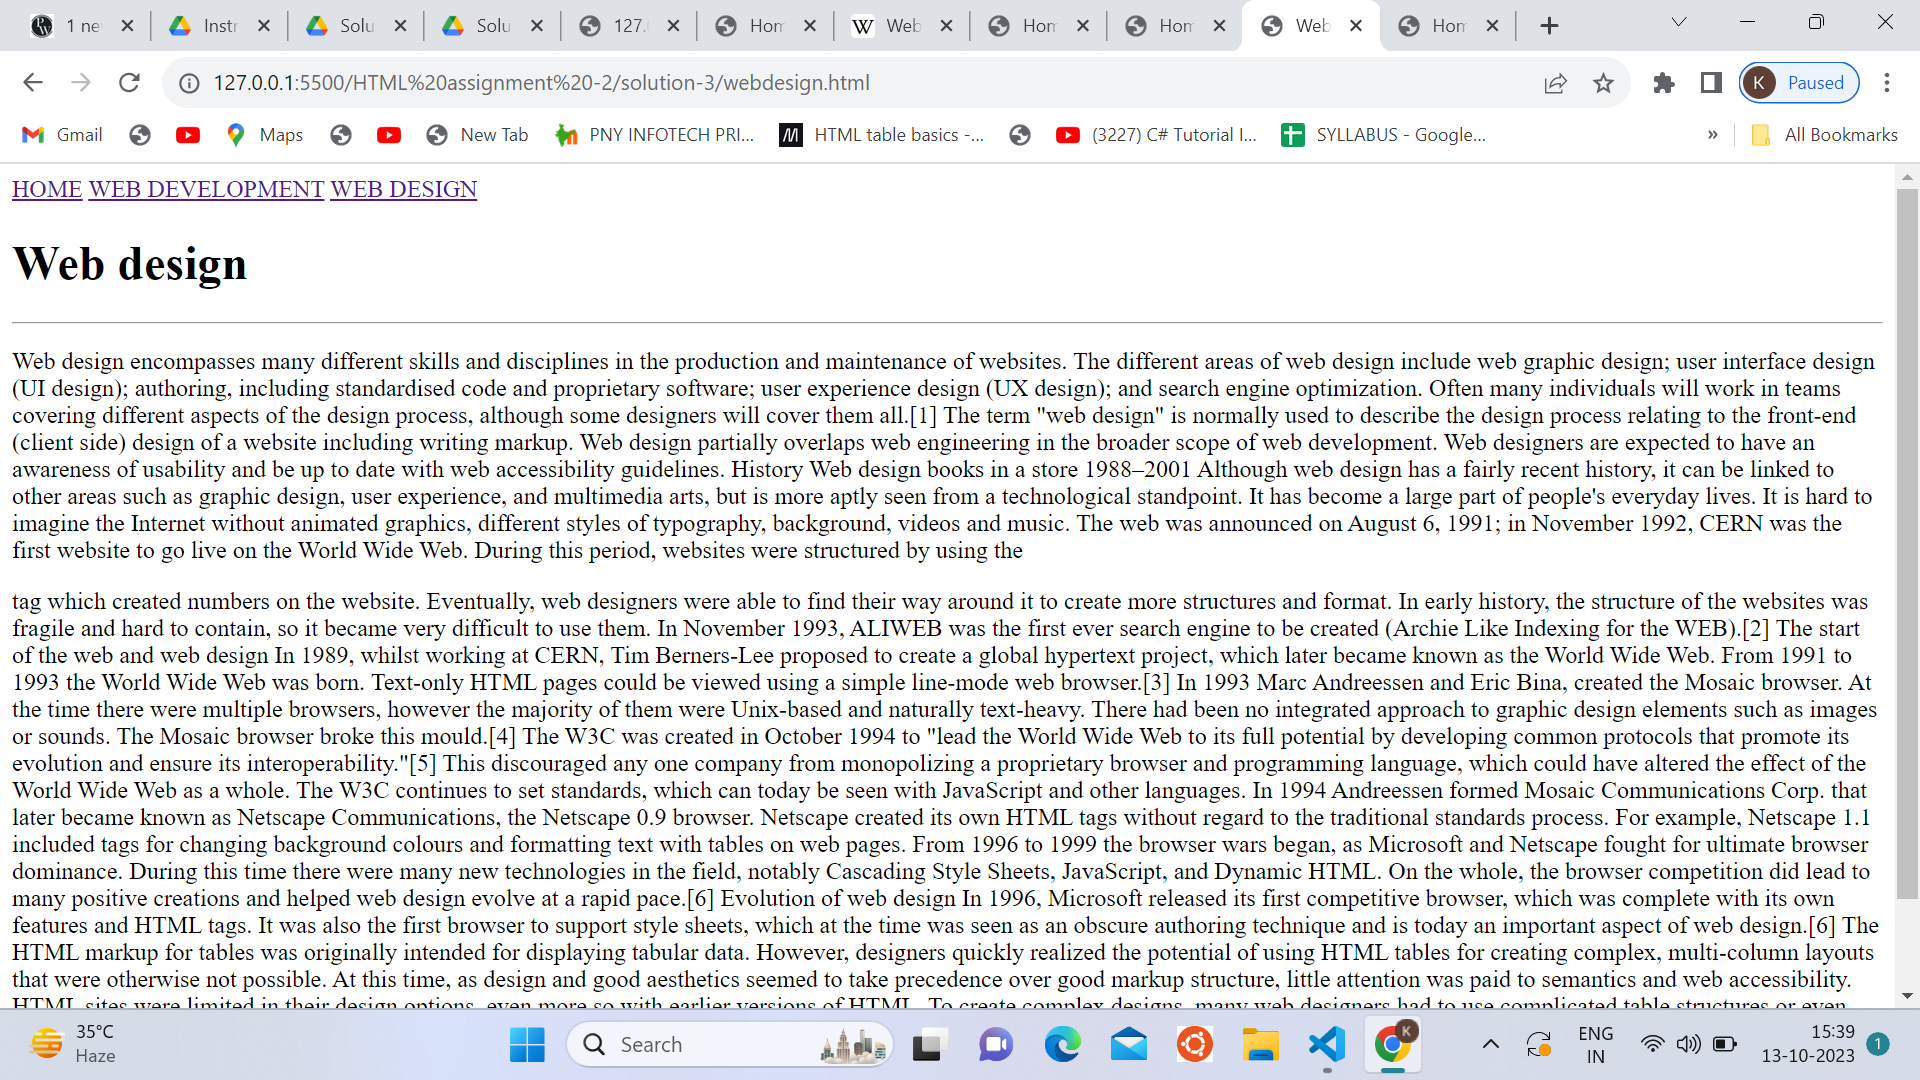 1 ne
Instr
Solu
Solu
127.
Hom
Web
Hom
Hom
Web
Hom
127.0.0.1:5500/HTML%20assignment%20-2/solution-3/webdesign.html
K Paused
Gmail Maps New Tab PNY INFOTECH PRI... HTML table basics -... (3227) C# Tutorial I... SYLLABUS - Google... » All Bookmarks
HOME WEB DEVELOPMENT WEB DESIGN
Web design
Web design encompasses many different skills and disciplines in the production and maintenance of websites. The different areas of web design include web graphic design; user interface design
(UI design); authoring, including standardised code and proprietary software; user experience design (UX design); and search engine optimization. Often many individuals will work in teams
covering different aspects of the design process, although some designers will cover them all.[1] The term "web design" is normally used to describe the design process relating to the front-end
(client side) design of a website including writing markup. Web design partially overlaps web engineering in the broader scope of web development. Web designers are expected to have an
awareness of usability and be up to date with web accessibility guidelines. History Web design books in a store 1988–2001 Although web design has a fairly recent history, it can be linked to
other areas such as graphic design, user experience, and multimedia arts, but is more aptly seen from a technological standpoint. It has become a large part of people's everyday lives. It is hard to
imagine the Internet without animated graphics, different styles of typography, background, videos and music. The web was announced on August 6, 1991; in November 1992, CERN was the
first website to go live on the World Wide Web. During this period, websites were structured by using the
tag which created numbers on the website. Eventually, web designers were able to find their way around it to create more structures and format. In early history, the structure of the websites was
fragile and hard to contain, so it became very difficult to use them. In November 1993, ALIWEB was the first ever search engine to be created (Archie Like Indexing for the WEB).[2] The start
of the web and web design In 1989, whilst working at CERN, Tim Berners-Lee proposed to create a global hypertext project, which later became known as the World Wide Web. From 1991 to
1993 the World Wide Web was born. Text-only HTML pages could be viewed using a simple line-mode web browser.[3] In 1993 Marc Andreessen and Eric Bina, created the Mosaic browser. At
the time there were multiple browsers, however the majority of them were Unix-based and naturally text-heavy. There had been no integrated approach to graphic design elements such as images
or sounds. The Mosaic browser broke this mould.[4] The W3C was created in October 1994 to "lead the World Wide Web to its full potential by developing common protocols that promote its
evolution and ensure its interoperability."[5] This discouraged any one company from monopolizing a proprietary browser and programming language, which could have altered the effect of the
World Wide Web as a whole. The W3C continues to set standards, which can today be seen with JavaScript and other languages. In 1994 Andreessen formed Mosaic Communications Corp. that
later became known as Netscape Communications, the Netscape 0.9 browser. Netscape created its own HTML tags without regard to the traditional standards process. For example, Netscape 1.1
included tags for changing background colours and formatting text with tables on web pages. From 1996 to 1999 the browser wars began, as Microsoft and Netscape fought for ultimate browser
dominance. During this time there were many new technologies in the field, notably Cascading Style Sheets, JavaScript, and Dynamic HTML. On the whole, the browser competition did lead to
many positive creations and helped web design evolve at a rapid pace.[6] Evolution of web design In 1996, Microsoft released its first competitive browser, which was complete with its own
features and HTML tags. It was also the first browser to support style sheets, which at the time was seen as an obscure authoring technique and is today an important aspect of web design.[6] The
HTML markup for tables was originally intended for displaying tabular data. However, designers quickly realized the potential of using HTML tables for creating complex, multi-column layouts
that were otherwise not possible. At this time, as design and good aesthetics seemed to take precedence over good markup structure, little attention was paid to semantics and web accessibility.
HTML sites were limited in their design options, even more so with earlier versions of HTML. To create complex designs, many web designers had to use complicated table structures or even
35°C
Haze
Search
K
ENG
IN
15:39
13-10-2023
1